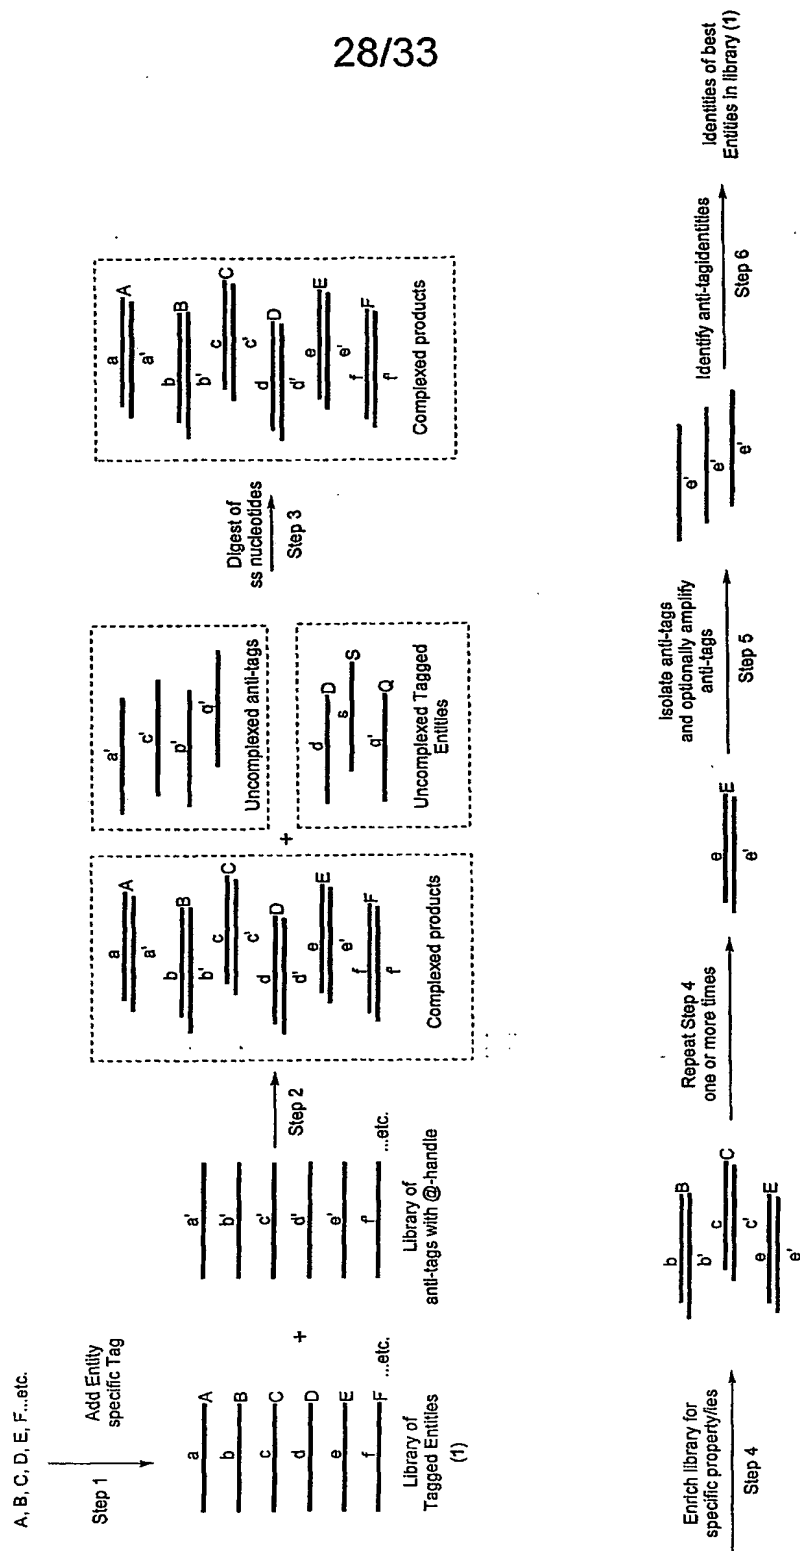 28/33
A, B, C, D, E, F...etc.
Step 1
Add Entity
specific Tag
a
A
b
B
c
C
d
D
e
E
f
F
...etc.
Library of
Tagged Entities
(1)
+
a'
b'
c'
d'
e'
f'
...etc.
Library of
anti-tags with @-handle
Step 2
a
A
a'
b
B
b'
c
C
c'
d
D
d'
e
E
e'
f
F
f'
Complexed products
+
a'
c'
p'
q'
Uncomplexed anti-tags
d
D
s
S
q'
Q
Uncomplexed Tagged
Entities
Digest of
ss nucleotides
Step 3
a
A
a'
b
B
b'
c
C
c'
d
D
d'
e
E
e'
f
F
f'
Complexed products
Enrich library for
specific property/ies
Step 4
b
B
b'
c
C
c'
e
E
e'
Repeat Step 4
one or more times
e
E
e'
Isolate anti-tags
and optionally amplify
anti-tags
Step 5
e'
e'
e'
Identify anti-tagidentities
Step 6
Identities of best
Entities in library (1)